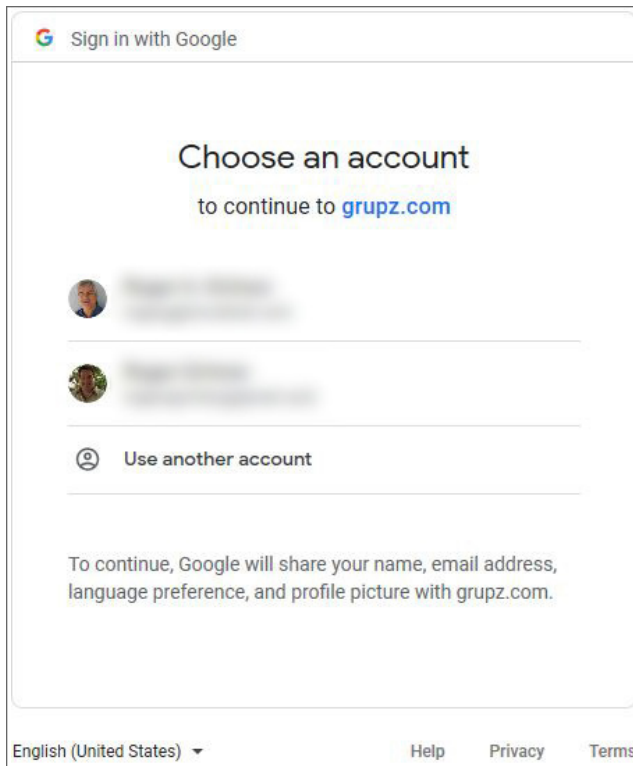 Sign in with Google
Choose an account
to continue to grupz.com
Use another account
To continue, Google will share your name, email address,
language preference, and profile picture with grupz.com.
English (United States)
Help Privacy Terms